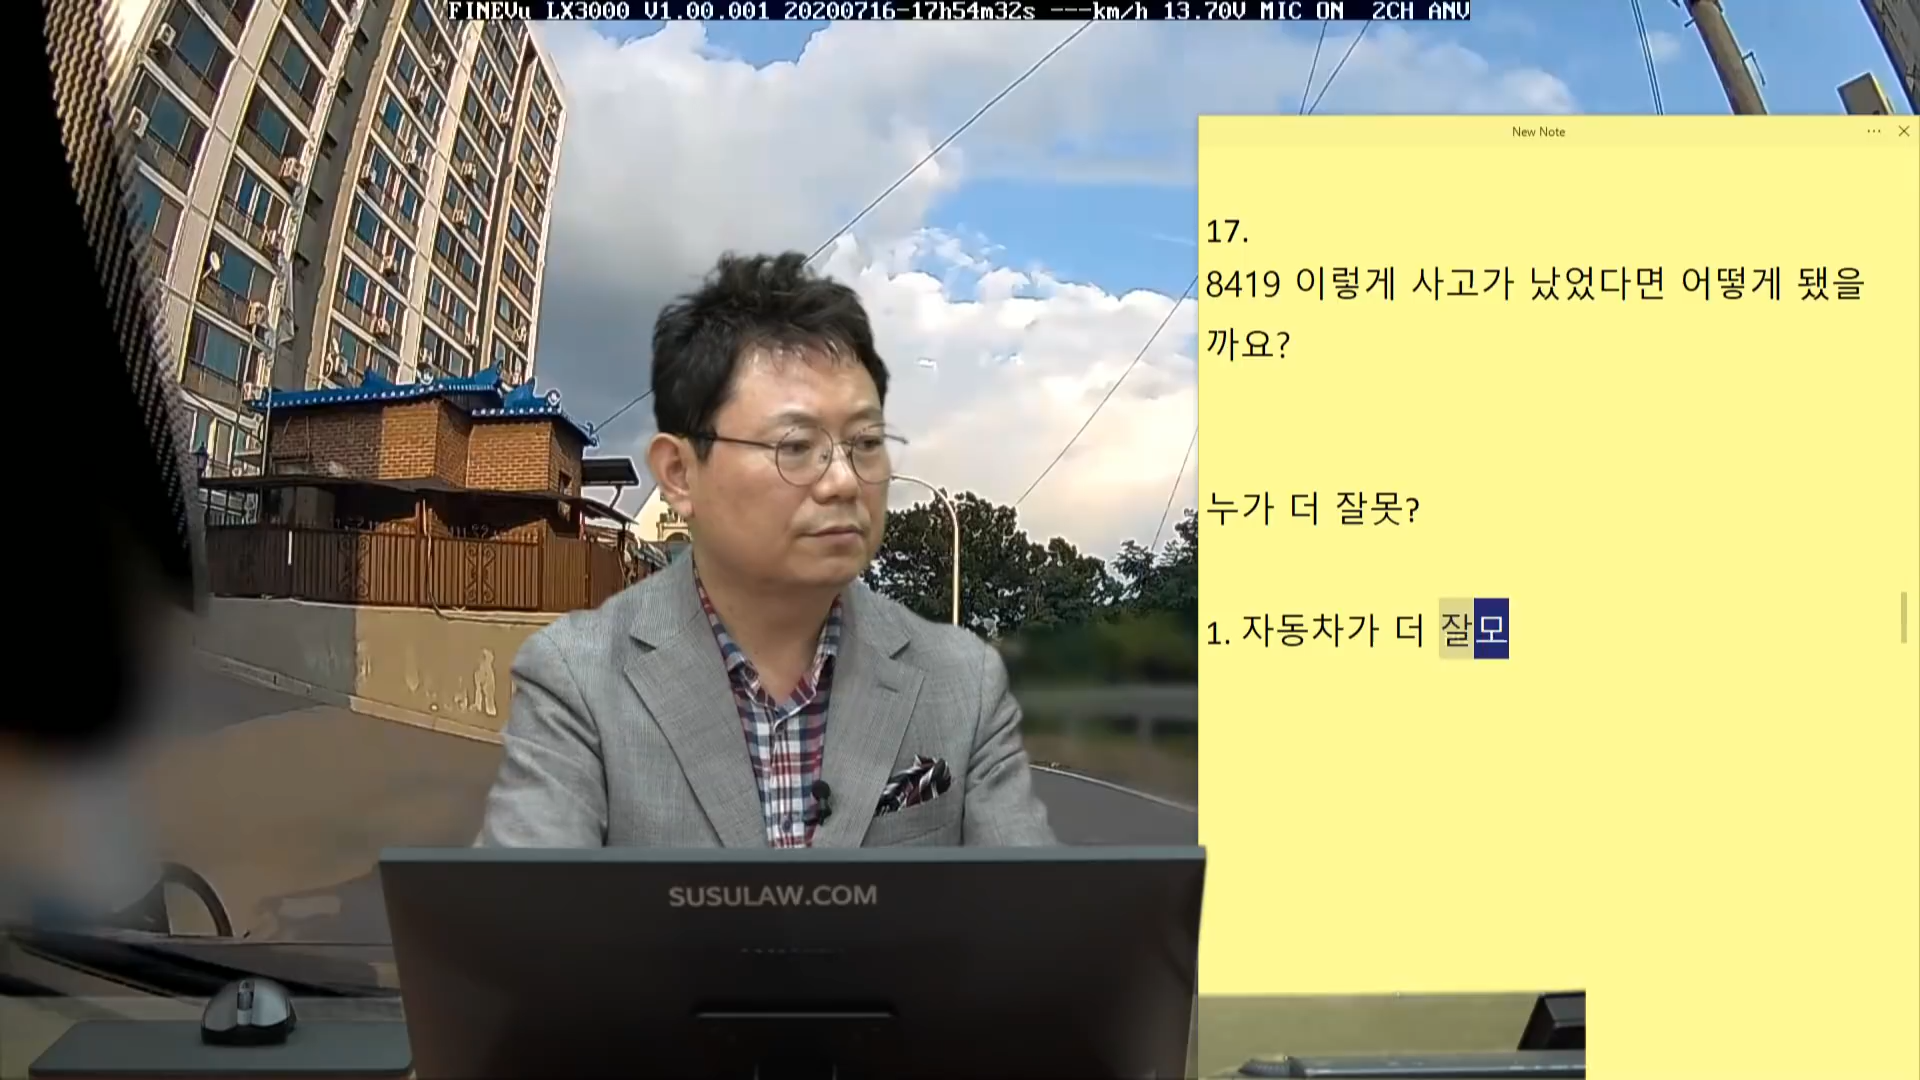 FINEVu LX3000 V1.00.001 20200716-17h54m32s ---km/h 13.70V MIC ON 2CH ANV
New Note
17.
8419 이렇게 사고가 났었다면 어떻게 됐을
까요?
누가 더 잘못?
1. 자동차가 더 잘모
SUSULAW.COM